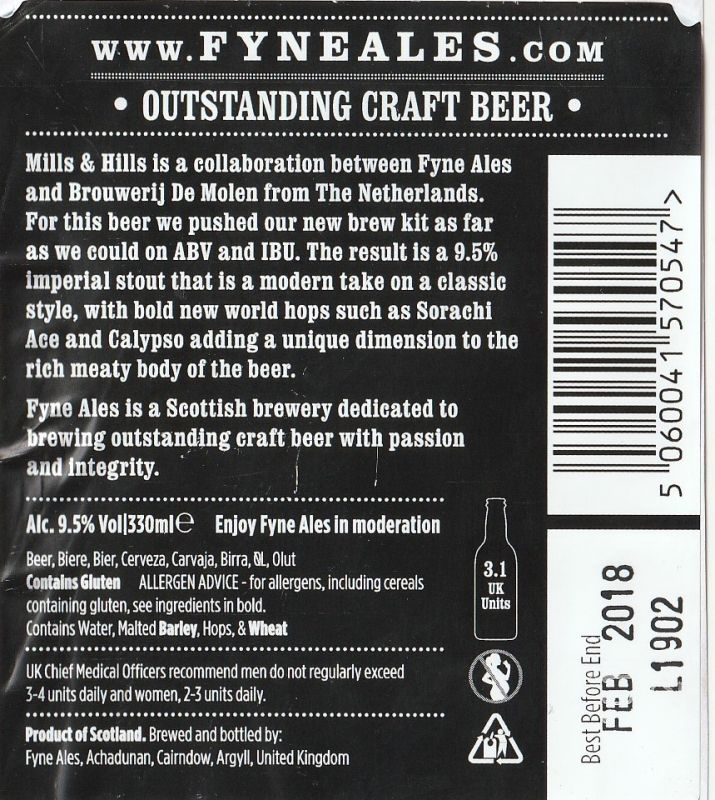 www.FYNEALES.COM
• OUTSTANDING CRAFT BEER •
Mills & Hills is a collaboration between Fyne Ales
and Brouwerij De Molen from The Netherlands.
For this beer we pushed our new brew kit as far
as we could on ABV and IBU. The result is a 9.5%
imperial stout that is a modern take on a classic
style, with bold new world hops such as Sorachi
Ace and Calypso adding a unique dimension to the
rich meaty body of the beer.
Fyne Ales is a Scottish brewery dedicated to
brewing outstanding craft beer with passion
and integrity.
Alc. 9.5% Vol|330ml℮ Enjoy Fyne Ales in moderation
Beer, Biere, Bier, Cerveza, Carvaja, Birra, ØL, Olut
Contains Gluten ALLERGEN ADVICE - for allergens, including cereals
containing gluten, see ingredients in bold.
Contains Water, Malted Barley, Hops, & Wheat
UK Chief Medical Officers recommend men do not regularly exceed
3-4 units daily and women, 2-3 units daily.
Product of Scotland. Brewed and bottled by:
Fyne Ales, Achadunan, Cairndow, Argyll, United Kingdom
3.1
UK
Units
5 060041 570547 >
Best Before End
FEB 2018
L1902